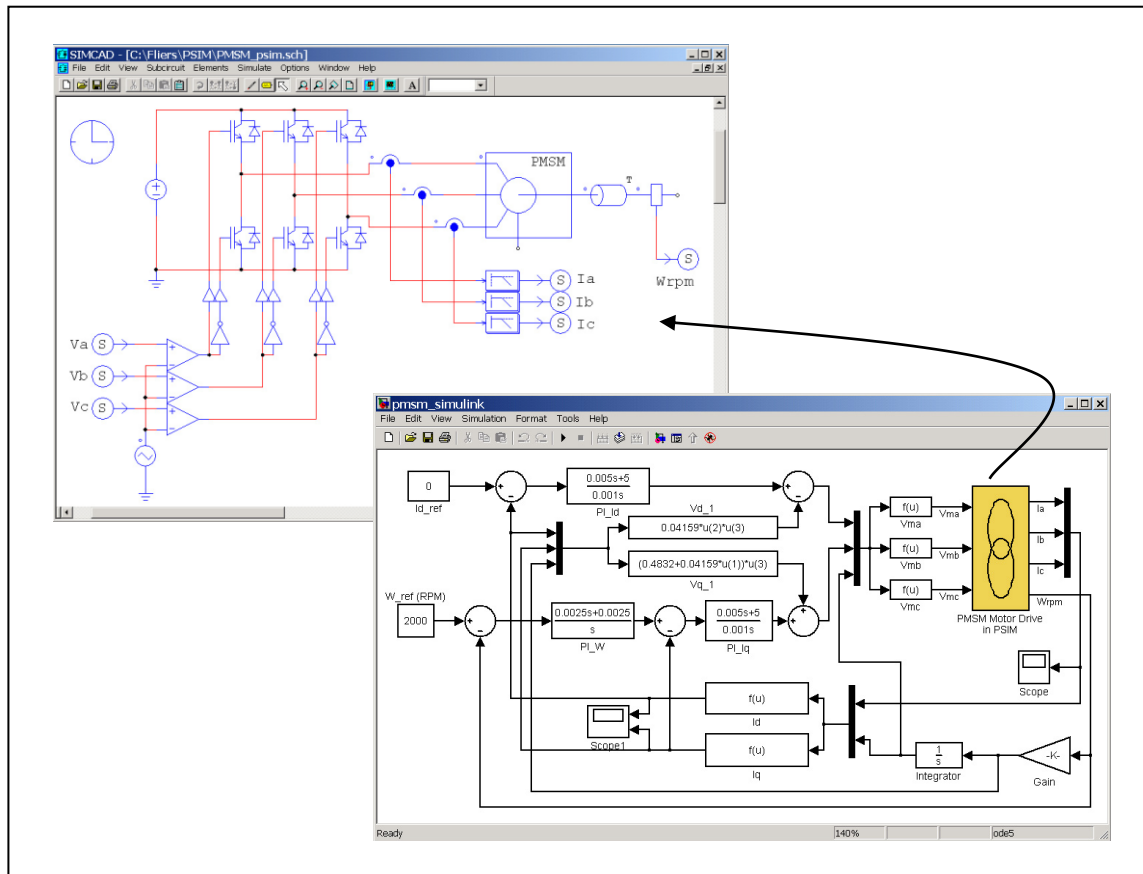 SIMCAD - [C:\Fliers\PSIM\PMSM_psim.sch]
File Edit View Subcircuit Elements Simulate Options Window Help
A
PMSM
T
S
Wrpm
S Ia
S Ib
S Ic
Va S
Vb S
Vc S
pmsm_simulink
File Edit View Simulation Format Tools Help
0
Id_ref
0.005s+5
0.001s
PI_Id
Vd_1
0.04159*u(2)*u(3)
(0.4832+0.04159*u(1))*u(3)
Vq_1
f(u)
Vma
Vma
f(u)
Vmb
Vmb
f(u)
Vmc
Vmc
Ia
Ib
Ic
Wrpm
PMSM Motor Drive
in PSIM
W_ref (RPM)
2000
0.0025s+0.0025
s
PI_W
0.005s+5
0.001s
PI_Iq
Scope
f(u)
Id
Scope1
f(u)
Iq
1
s
Integrator
-K-
Gain
Ready 140% ode5